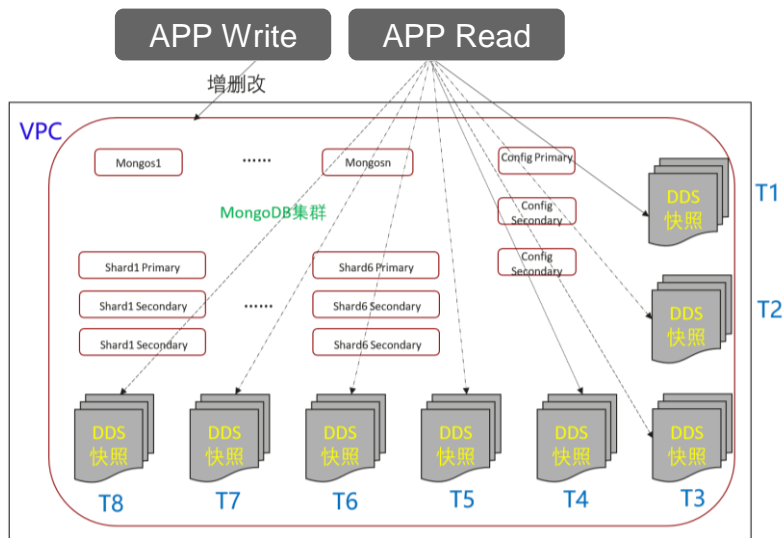 APP Write
APP Read
增删改
VPC
Mongos1
......
Mongosn
Config Primary
Config
Secondary
Config
Secondary
MongoDB集群
Shard1 Primary
Shard6 Primary
Shard1 Secondary
......
Shard6 Secondary
Shard1 Secondary
Shard6 Secondary
DDS
快照
T1
DDS
快照
T2
DDS
快照
T8
DDS
快照
T7
DDS
快照
T6
DDS
快照
T5
DDS
快照
T4
DDS
快照
T3